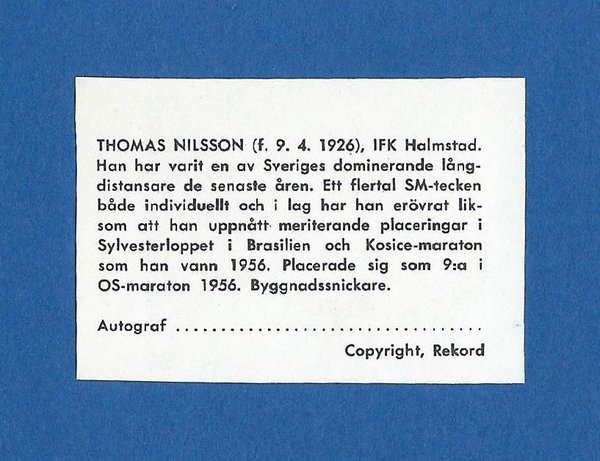 THOMAS NILSSON (f. 9. 4. 1926), IFK Halmstad.
Han har varit en av Sveriges dominerande lång-
distansare de senaste åren. Ett flertal SM-tecken
både individuellt och i lag har han erövrat lik-
som att han uppnått meriterande placeringar i
Sylvesterloppet i Brasilien och Kosice-maraton
som han vann 1956. Placerade sig som 9:a i
OS-maraton 1956. Byggnadssnickare.
Autograf ....................................
Copyright, Rekord